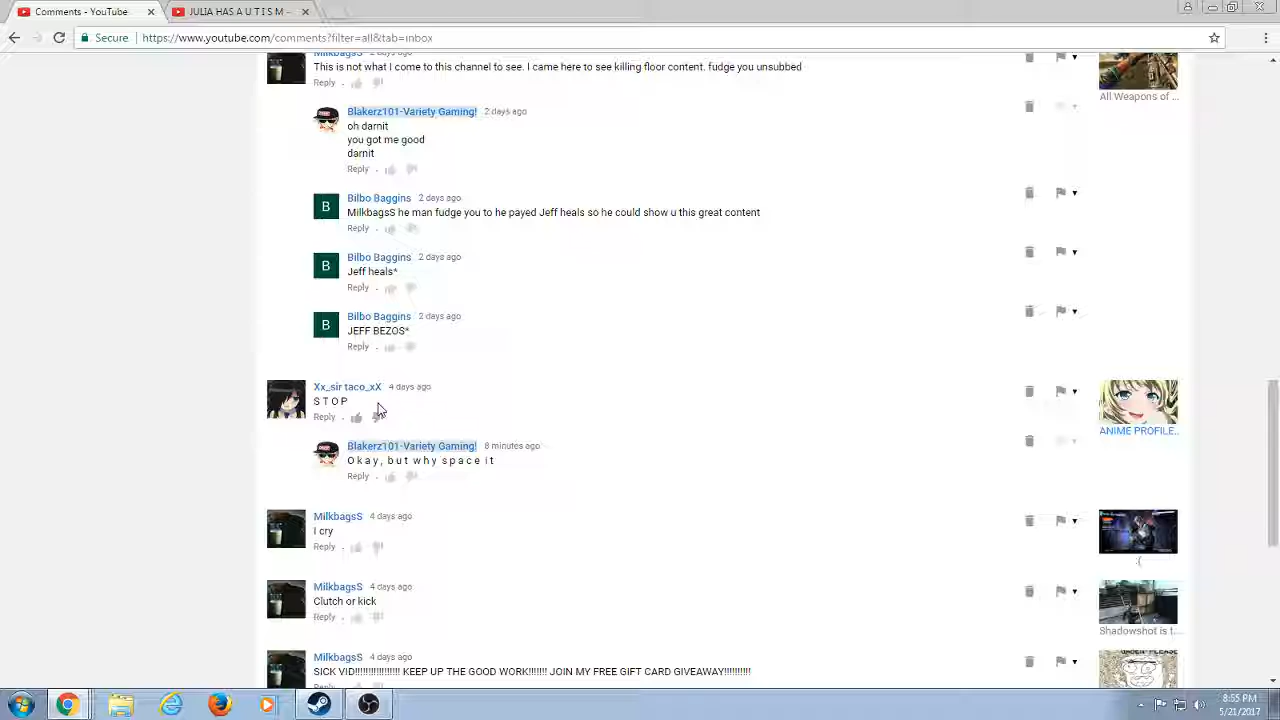 Comments - YouTube
JULIA HAS A U T I S M -
Secure
https://www.youtube.com/comments?filter=all&tab=inbox
MilkbagsS 2 days ago
This is not what I come to this channel to see. I come here to see killing floor content not
you unsubbed
Reply
All Weapons of ...
Blakerz101-Variety Gaming! 2 days ago
oh darnit
you got me good
darnit
Reply
B
Bilbo Baggins 2 days ago
MilkbagsS he man fudge you to he payed Jeff heals so he could show u this great content
Reply
B
Bilbo Baggins 2 days ago
Jeff heals*
Reply
B
Bilbo Baggins 2 days ago
JEFF BEZOS*
Reply
Xx_sir taco_xX 4 days ago
S T O P
Reply
ANIME PROFILE..
Blakerz101-Variety Gaming! 8 minutes ago
O k a y , b u t w h y s p a c e i t
Reply
MilkbagsS 4 days ago
I cry
Reply
:(
MilkbagsS 4 days ago
Clutch or kick
Reply
Shadowshot is t...
MilkbagsS 4 days ago
SICK VID!!!!!!!!!!!!!!! KEEP UP THE GOOD WORK!!!! JOIN MY FREE GIFT CARD GIVEAWAY!!!!!!!!!!!!
PLEASE
8:55 PM
5/21/2017